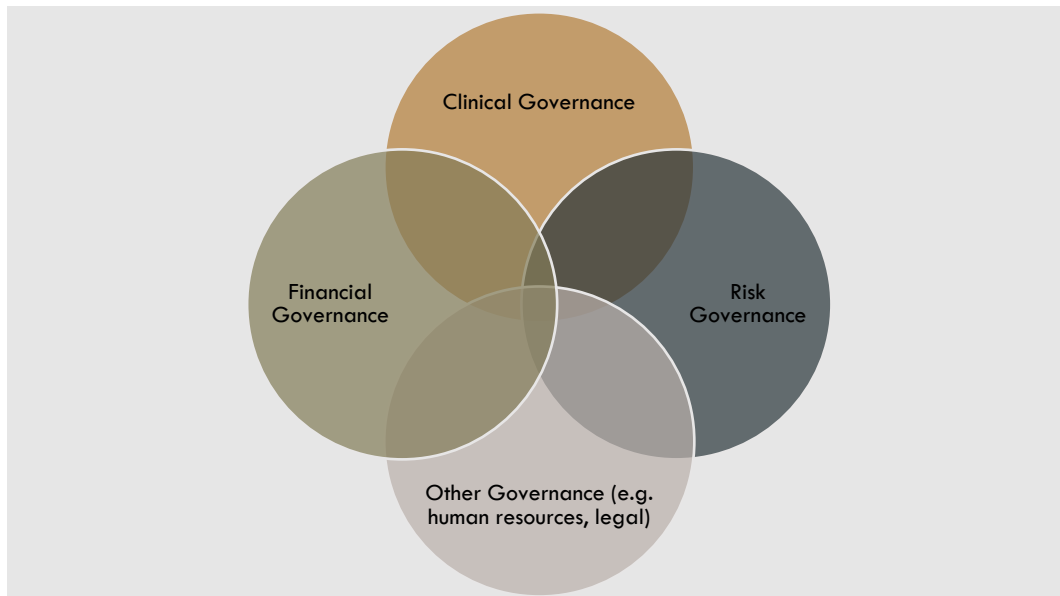 Clinical Governance
Financial
Governance
Risk
Governance
Other Governance (e.g.
human resources, legal)